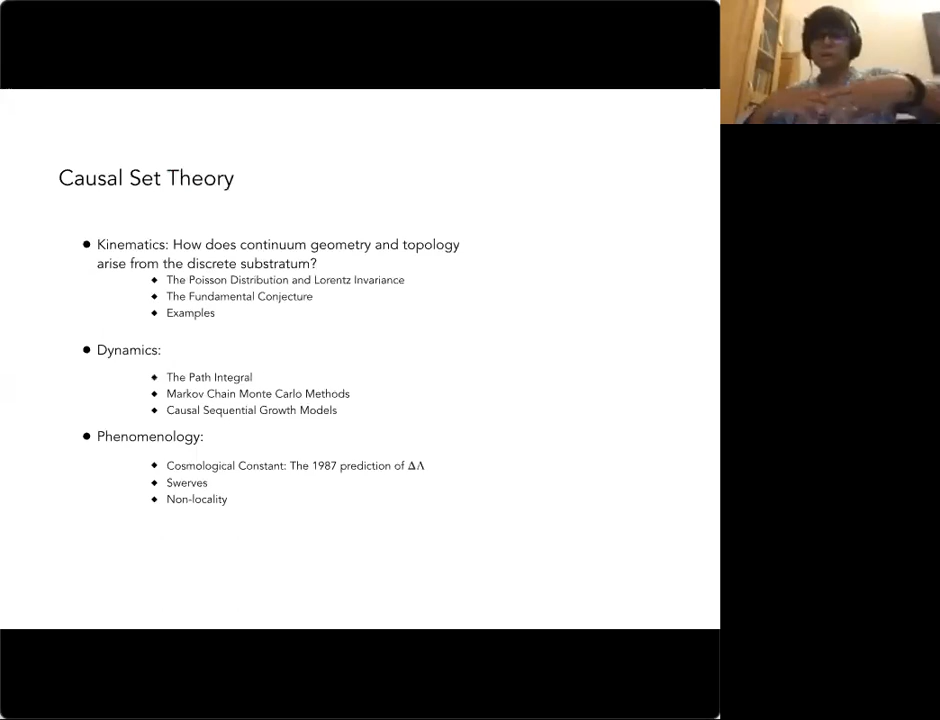 Causal Set Theory
● Kinematics: How does continuum geometry and topology
arise from the discrete substratum?
◆ The Poisson Distribution and Lorentz Invariance
◆ The Fundamental Conjecture
◆ Examples
● Dynamics:
◆ The Path Integral
◆ Markov Chain Monte Carlo Methods
◆ Causal Sequential Growth Models
● Phenomenology:
◆ Cosmological Constant: The 1987 prediction of ΔΛ
◆ Swerves
◆ Non-locality